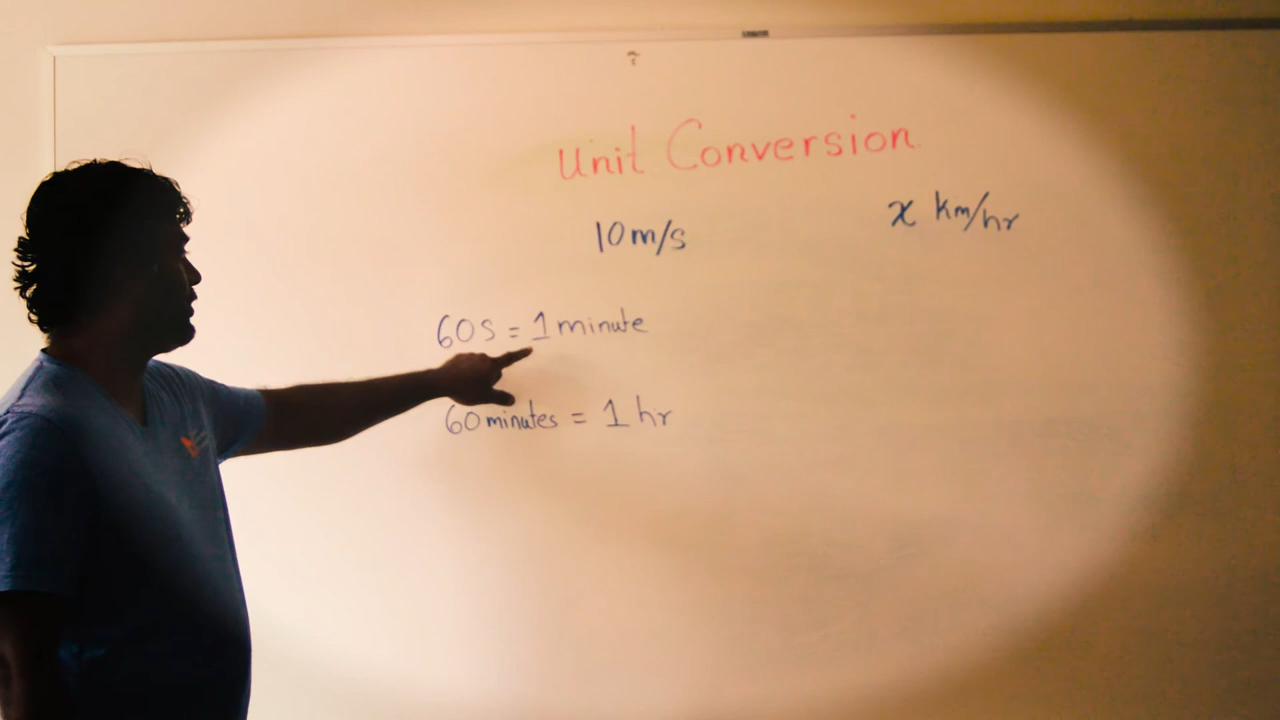 Unit Conversion
10 m/s
x km/hr
60 s = 1 minute
60 minutes = 1 hr